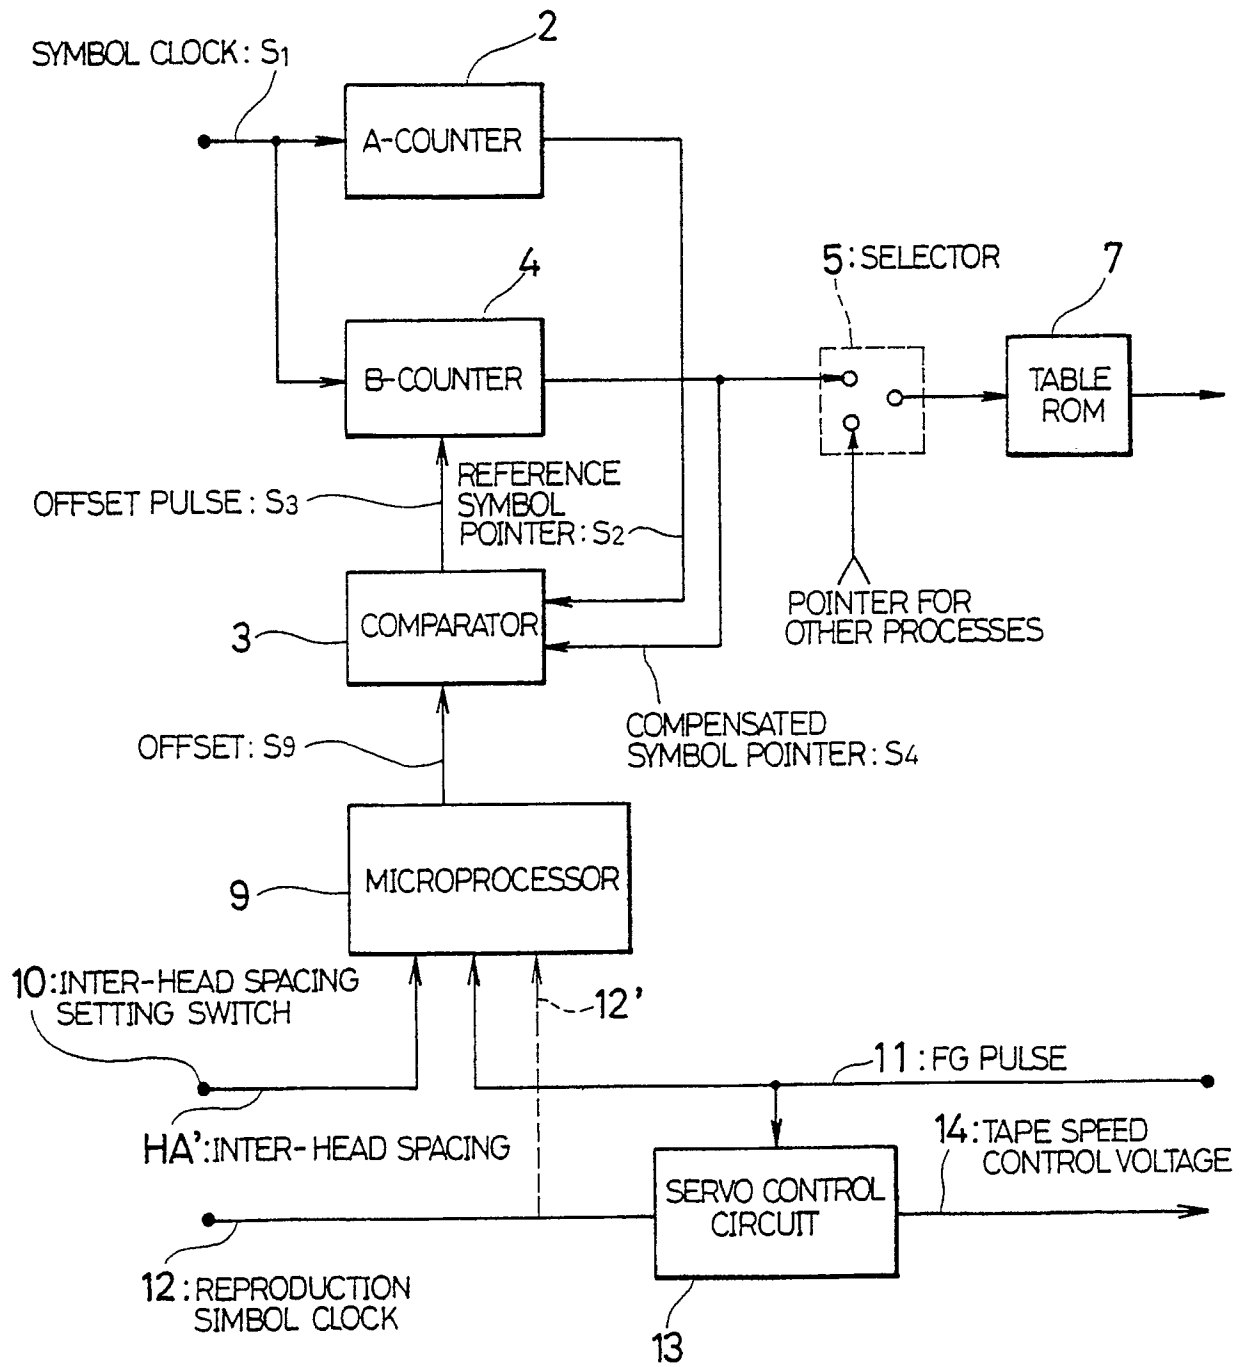 2
SYMBOL CLOCK: S1
A-COUNTER
4
5: SELECTOR
7
B-COUNTER
TABLE
ROM
REFERENCE
SYMBOL
POINTER: S2
OFFSET PULSE: S3
COMPARATOR
3
POINTER FOR
OTHER PROCESSES
COMPENSATED
SYMBOL POINTER: S4
OFFSET: S9
MICROPROCESSOR
9
10: INTER-HEAD SPACING
SETTING SWITCH
12'
11: FG PULSE
HA': INTER-HEAD SPACING
14: TAPE SPEED
CONTROL VOLTAGE
SERVO CONTROL
CIRCUIT
12: REPRODUCTION
SIMBOL CLOCK
13